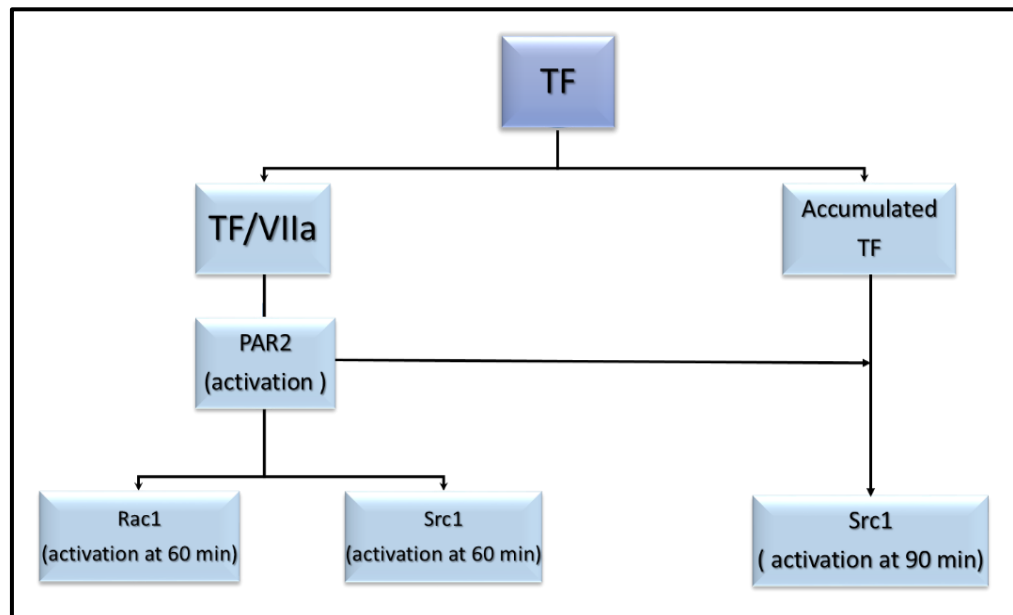 TF
TF/VIIa
Accumulated
TF
PAR2
(activation )
Rac1
(activation at 60 min)
Src1
(activation at 60 min)
Src1
( activation at 90 min)